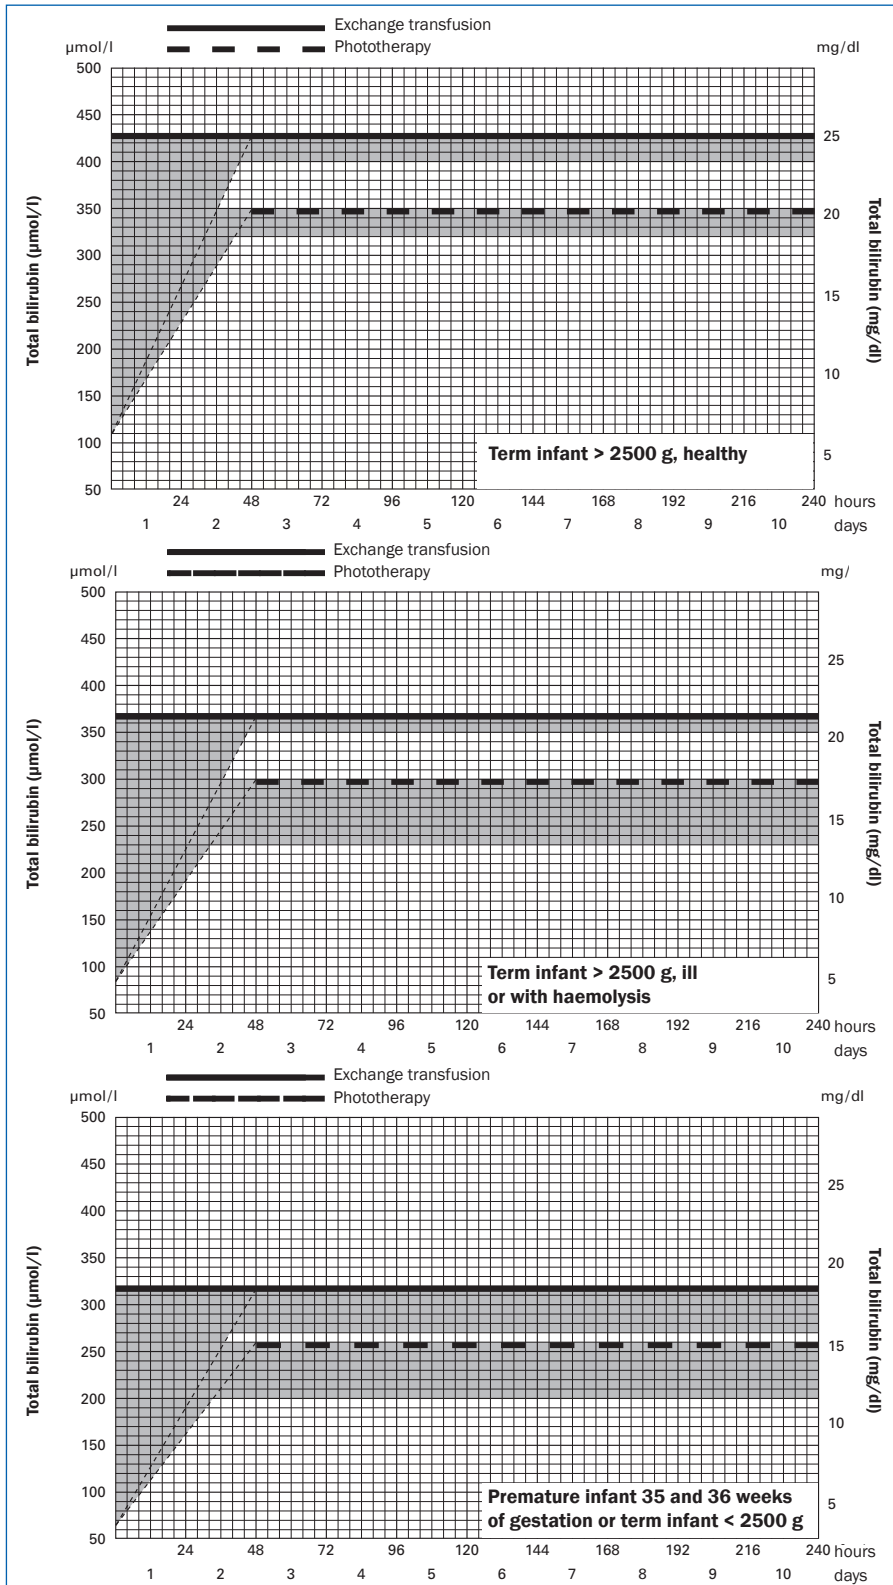 Exchange transfusion
µmol/l Phototherapy mg/dl
500
450
25
400
350
20
300
250
15
200
10
150
100
5
50
Total bilirubin (µmol/l)
Total bilirubin (mg/dl)
Term infant > 2500 g, healthy
24 48 72 96 120 144 168 192 216 240 hours
1 2 3 4 5 6 7 8 9 10 days
Exchange transfusion
µmol/l Phototherapy mg/
500
450
25
400
350
20
300
250
15
200
10
150
100
5
50
Total bilirubin (µmol/l)
Total bilirubin (mg/dl)
Term infant > 2500 g, ill
or with haemolysis
24 48 72 96 120 144 168 192 216 240 hours
1 2 3 4 5 6 7 8 9 10 days
Exchange transfusion
µmol/l Phototherapy mg/dl
500
450
25
400
350
20
300
250
15
200
10
150
100
5
50
Total bilirubin (µmol/l)
Total bilirubin (mg/dl)
Premature infant 35 and 36 weeks
of gestation or term infant < 2500 g
24 48 72 96 120 144 168 192 216 240 hours
1 2 3 4 5 6 7 8 9 10 days